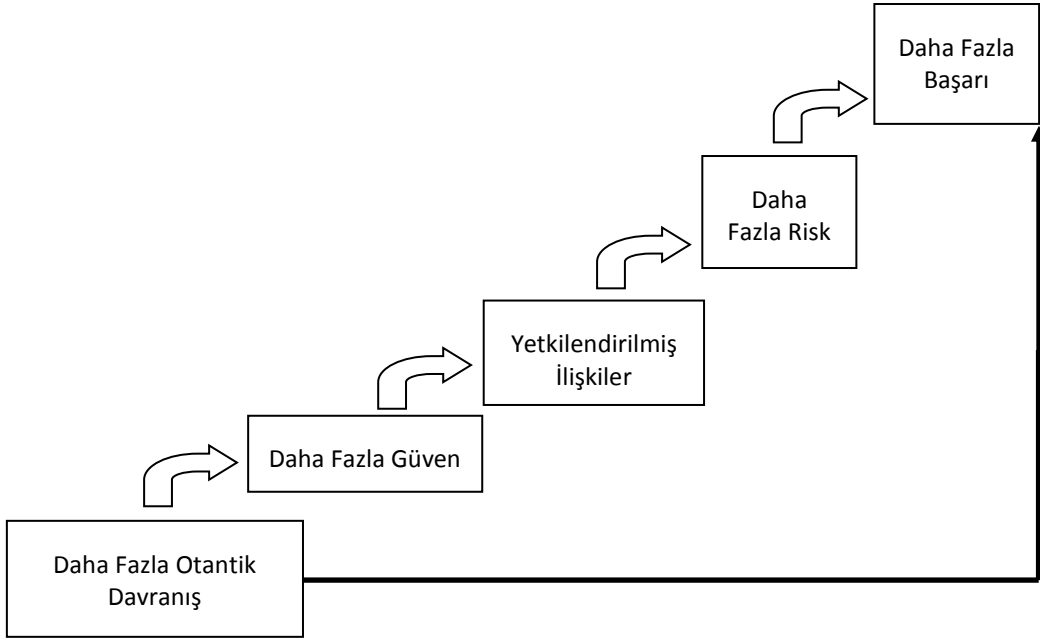 Daha Fazla
Başarı
Daha
Fazla Risk
Yetkilendirilmiş
İlişkiler
Daha Fazla Güven
Daha Fazla Otantik
Davranış